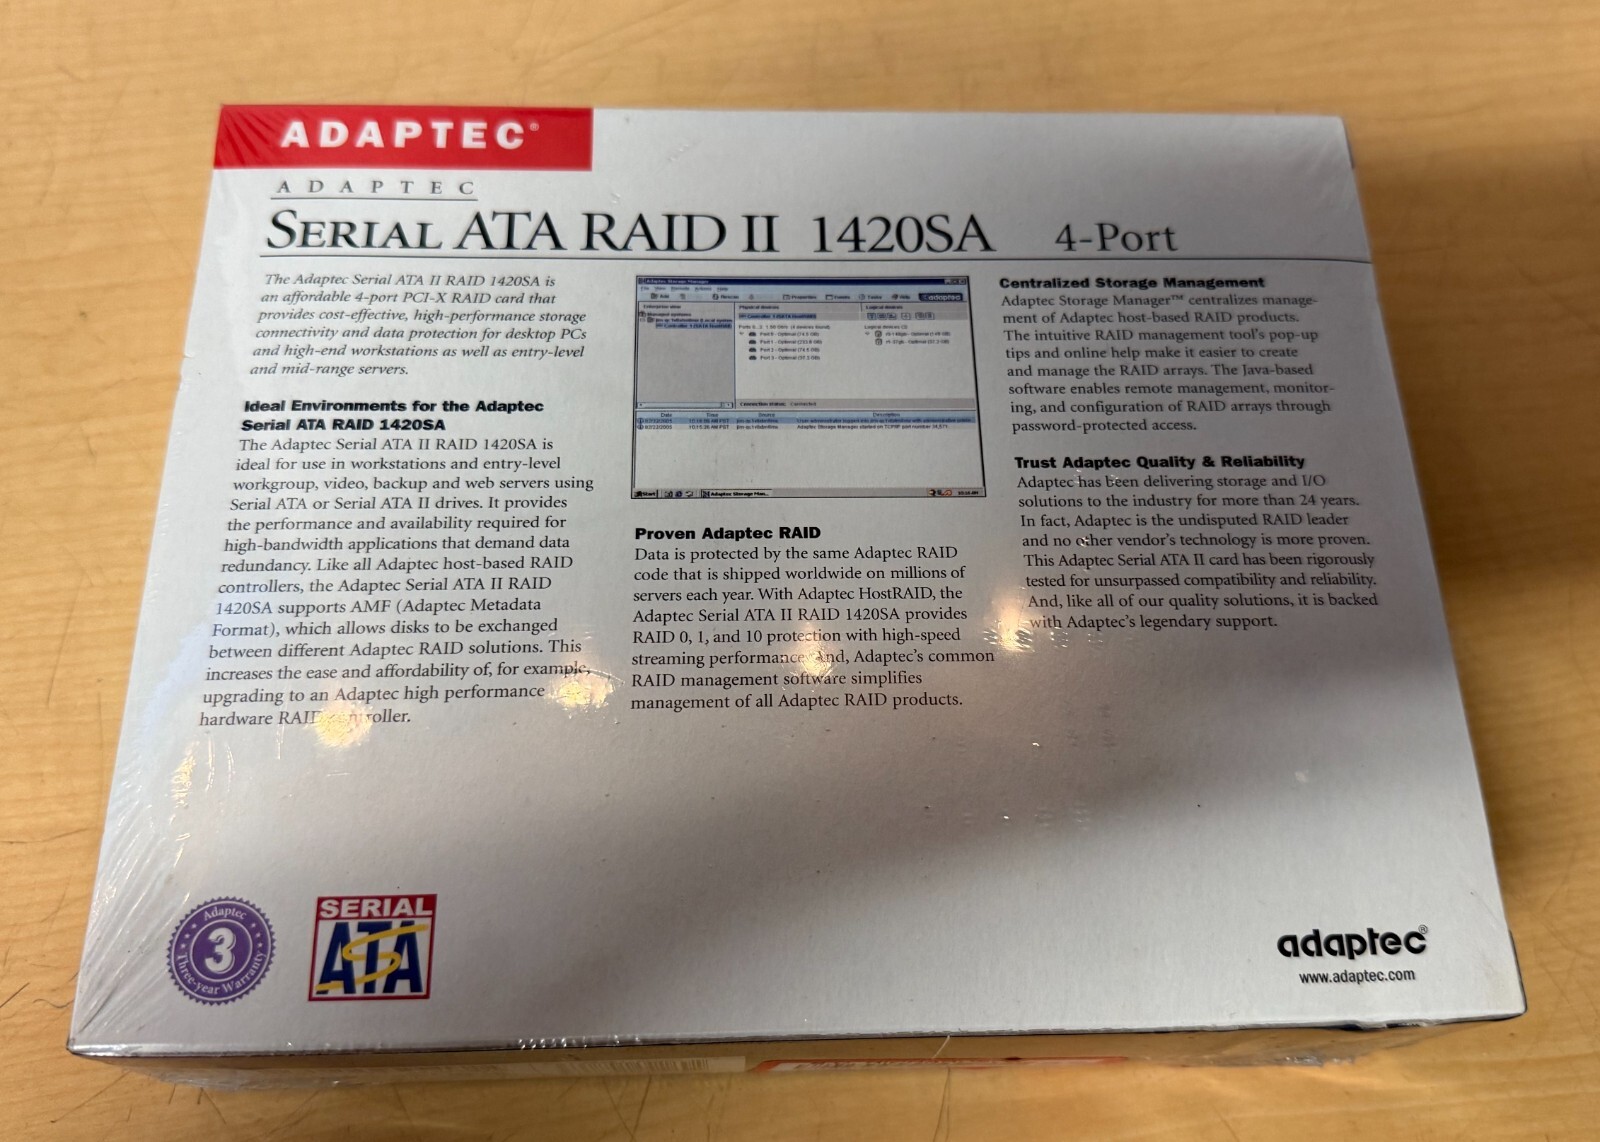 ADAPTEC®
ADAPTEC
SERIAL ATA RAID II 1420SA 4-Port
The Adaptec Serial ATA II RAID 1420SA is
an affordable 4-port PCI-X RAID card that
provides cost-effective, high-performance storage
connectivity and data protection for desktop PCs
and high-end workstations as well as entry-level
and mid-range servers.
Ideal Environments for the Adaptec
Serial ATA RAID 1420SA
The Adaptec Serial ATA II RAID 1420SA is
ideal for use in workstations and entry-level
workgroup, video, backup and web servers using
Serial ATA or Serial ATA II drives. It provides
the performance and availability required for
high-bandwidth applications that demand data
redundancy. Like all Adaptec host-based RAID
controllers, the Adaptec Serial ATA II RAID
1420SA supports AMF (Adaptec Metadata
Format), which allows disks to be exchanged
between different Adaptec RAID solutions. This
increases the ease and affordability of, for example,
upgrading to an Adaptec high performance
hardware RAID controller.
Adaptec Storage Manager
Physical devices
Logical devices
Managed systems
adaptec
Date Time Source Description
Start
Proven Adaptec RAID
Data is protected by the same Adaptec RAID
code that is shipped worldwide on millions of
servers each year. With Adaptec HostRAID, the
Adaptec Serial ATA II RAID 1420SA provides
RAID 0, 1, and 10 protection with high-speed
streaming performance. And, Adaptec's common
RAID management software simplifies
management of all Adaptec RAID products.
Centralized Storage Management
Adaptec Storage Manager™ centralizes manage-
ment of Adaptec host-based RAID products.
The intuitive RAID management tool's pop-up
tips and online help make it easier to create
and manage the RAID arrays. The Java-based
software enables remote management, monitor-
ing, and configuration of RAID arrays through
password-protected access.
Trust Adaptec Quality & Reliability
Adaptec has been delivering storage and I/O
solutions to the industry for more than 24 years.
In fact, Adaptec is the undisputed RAID leader
and no other vendor's technology is more proven.
This Adaptec Serial ATA II card has been rigorously
tested for unsurpassed compatibility and reliability.
And, like all of our quality solutions, it is backed
with Adaptec's legendary support.
Adaptec
3
Three-year Warranty
SERIAL
ATA
adaptec®
www.adaptec.com